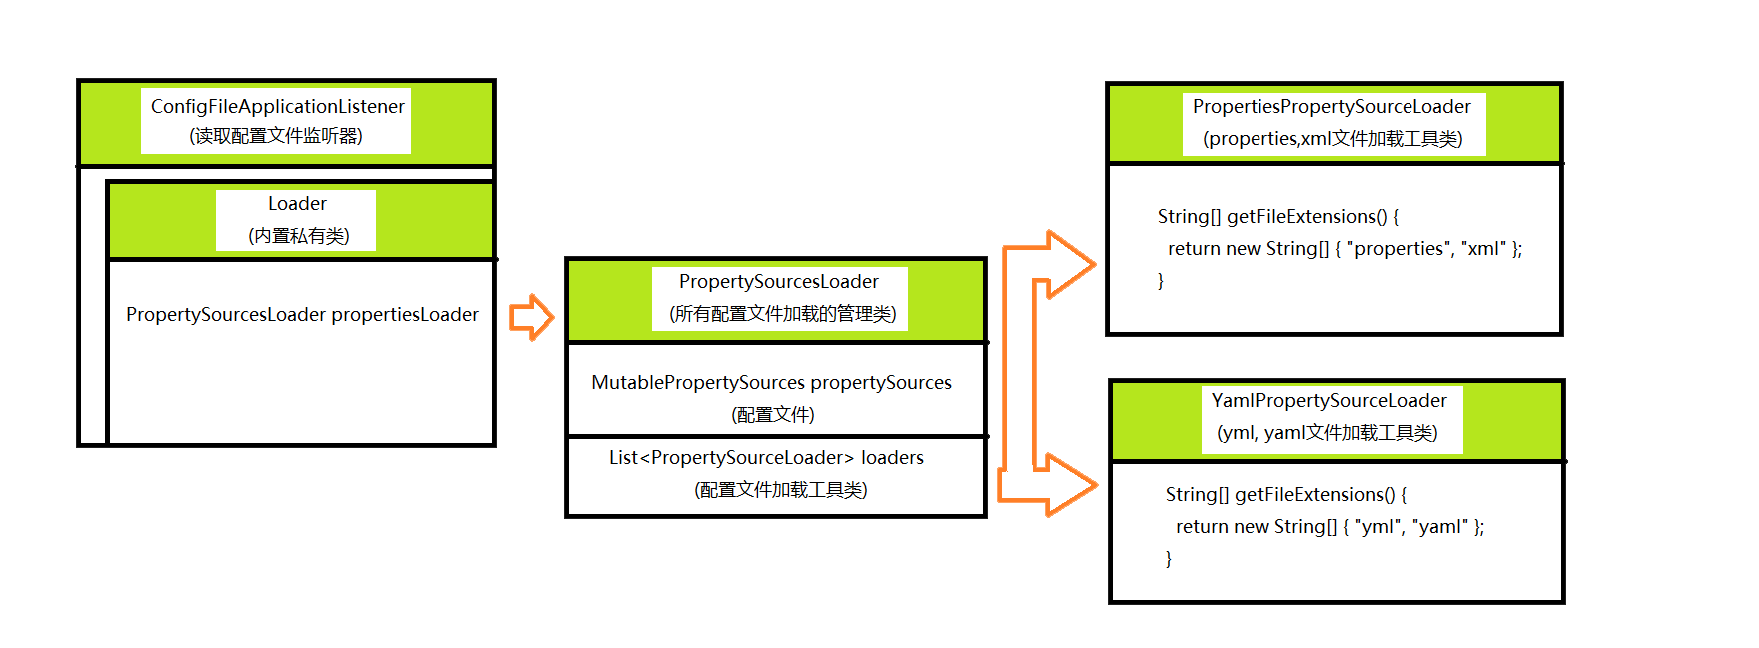 ConfigFileApplicationListener
(读取配置文件监听器)
Loader
(内置私有类)
PropertySourcesLoader propertiesLoader
PropertySourcesLoader
(所有配置文件加载的管理类)
MutablePropertySources propertySources
(配置文件)
List<PropertySourceLoader> loaders
(配置文件加载工具类)
PropertiesPropertySourceLoader
(properties,xml文件加载工具类)
String[] getFileExtensions() {
return new String[] { "properties", "xml" };
}
YamlPropertySourceLoader
(yml, yaml文件加载工具类)
String[] getFileExtensions() {
return new String[] { "yml", "yaml" };
}